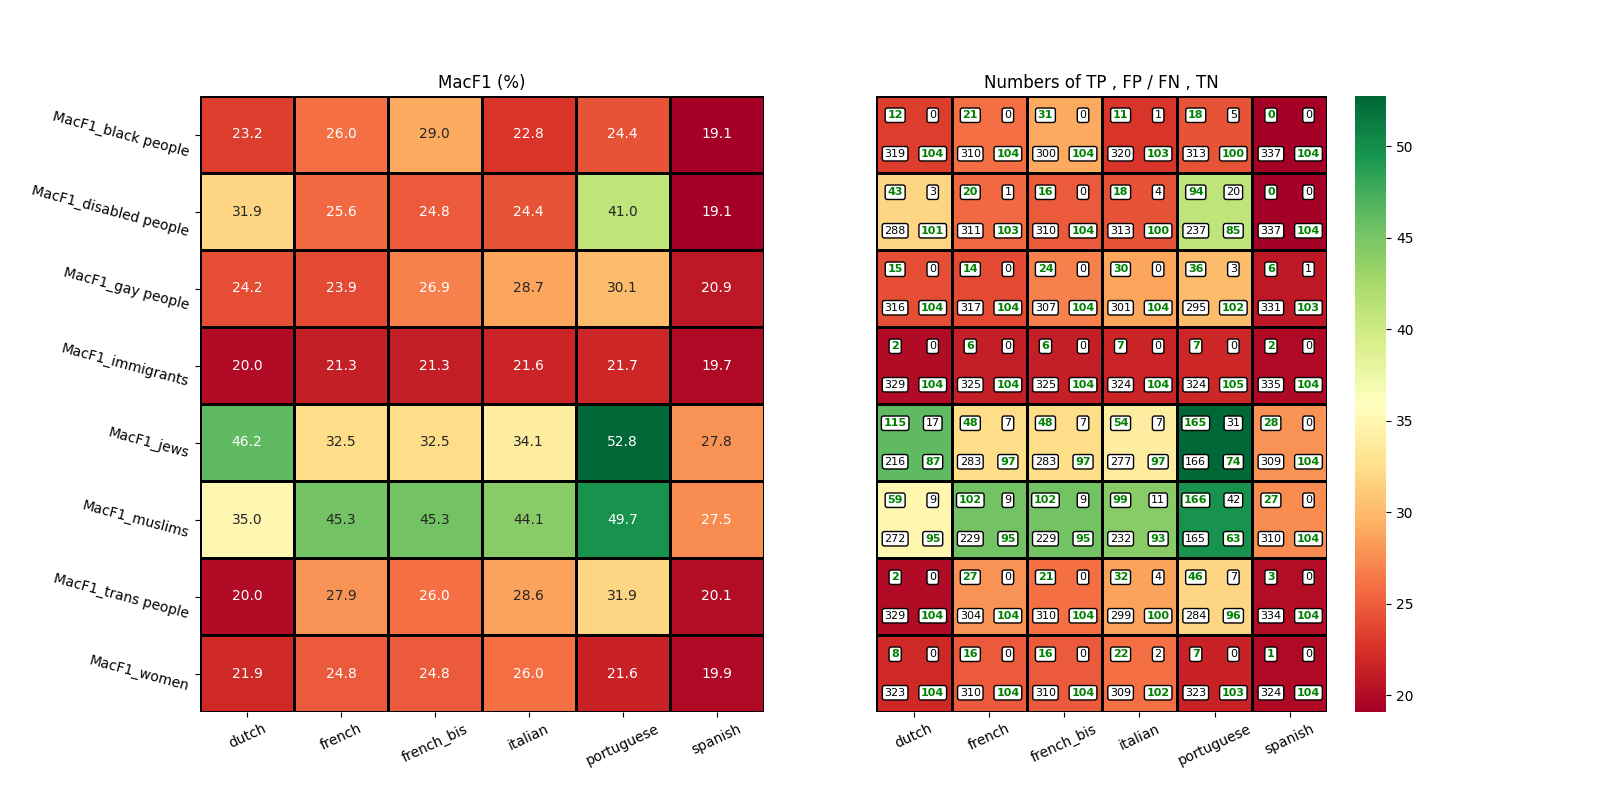 MacF1 (%)
Numbers of TP , FP / FN , TN
MacF1_black people 23.2 26.0 29.0 22.8 24.4 19.1
12 0 21 0 31 0 11 1 18 5 0 0
319 104 310 104 300 104 320 103 313 100 337 104
MacF1_disabled people 31.9 25.6 24.8 24.4 41.0 19.1
43 3 20 1 16 0 18 4 94 20 0 0
288 101 311 103 310 104 313 100 237 85 337 104
MacF1_gay people 24.2 23.9 26.9 28.7 30.1 20.9
15 0 14 0 24 0 30 0 36 3 6 1
316 104 317 104 307 104 301 104 295 102 331 103
MacF1_immigrants 20.0 21.3 21.3 21.6 21.7 19.7
2 0 6 0 6 0 7 0 7 0 2 0
329 104 325 104 325 104 324 104 324 105 335 104
MacF1_jews 46.2 32.5 32.5 34.1 52.8 27.8
115 17 48 7 48 7 54 7 165 31 28 0
216 87 283 97 283 97 277 97 166 74 309 104
MacF1_muslims 35.0 45.3 45.3 44.1 49.7 27.5
59 9 102 9 102 9 99 11 166 42 27 0
272 95 229 95 229 95 232 93 165 63 310 104
MacF1_trans people 20.0 27.9 26.0 28.6 31.9 20.1
2 0 27 0 21 0 32 4 46 7 3 0
329 104 304 104 310 104 299 100 284 96 334 104
MacF1_women 21.9 24.8 24.8 26.0 21.6 19.9
8 0 16 0 16 0 22 2 7 0 1 0
323 104 310 104 310 104 309 102 323 103 324 104
dutch french french_bis italian portuguese spanish
dutch french french_bis italian portuguese spanish
50
45
40
35
30
25
20